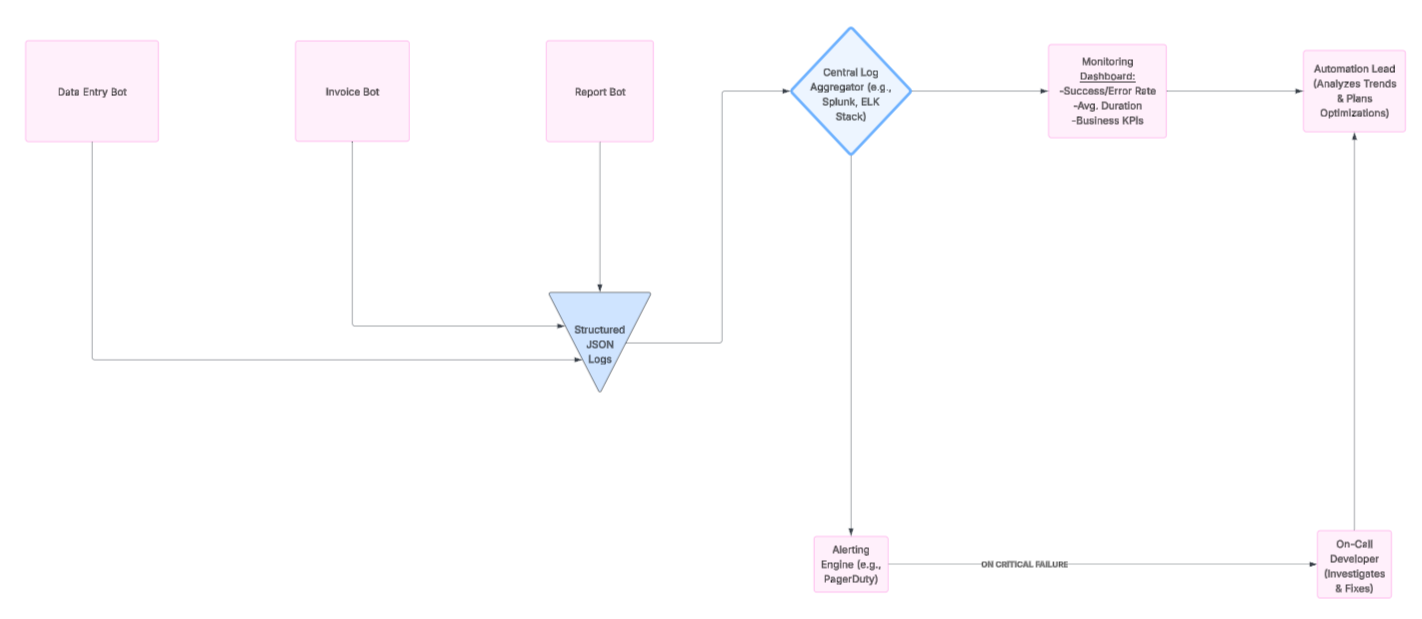 Data Entry Bot
Invoice Bot
Report Bot
Structured
JSON
Logs
Central Log
Aggregator (e.g.,
Splunk, ELK
Stack)
Monitoring
Dashboard:
-Success/Error Rate
-Avg. Duration
-Business KPIs
Automation Lead
(Analyzes Trends
& Plans
Optimizations)
Alerting
Engine (e.g.,
PagerDuty)
ON CRITICAL FAILURE
On-Call
Developer
(Investigates
& Fixes)